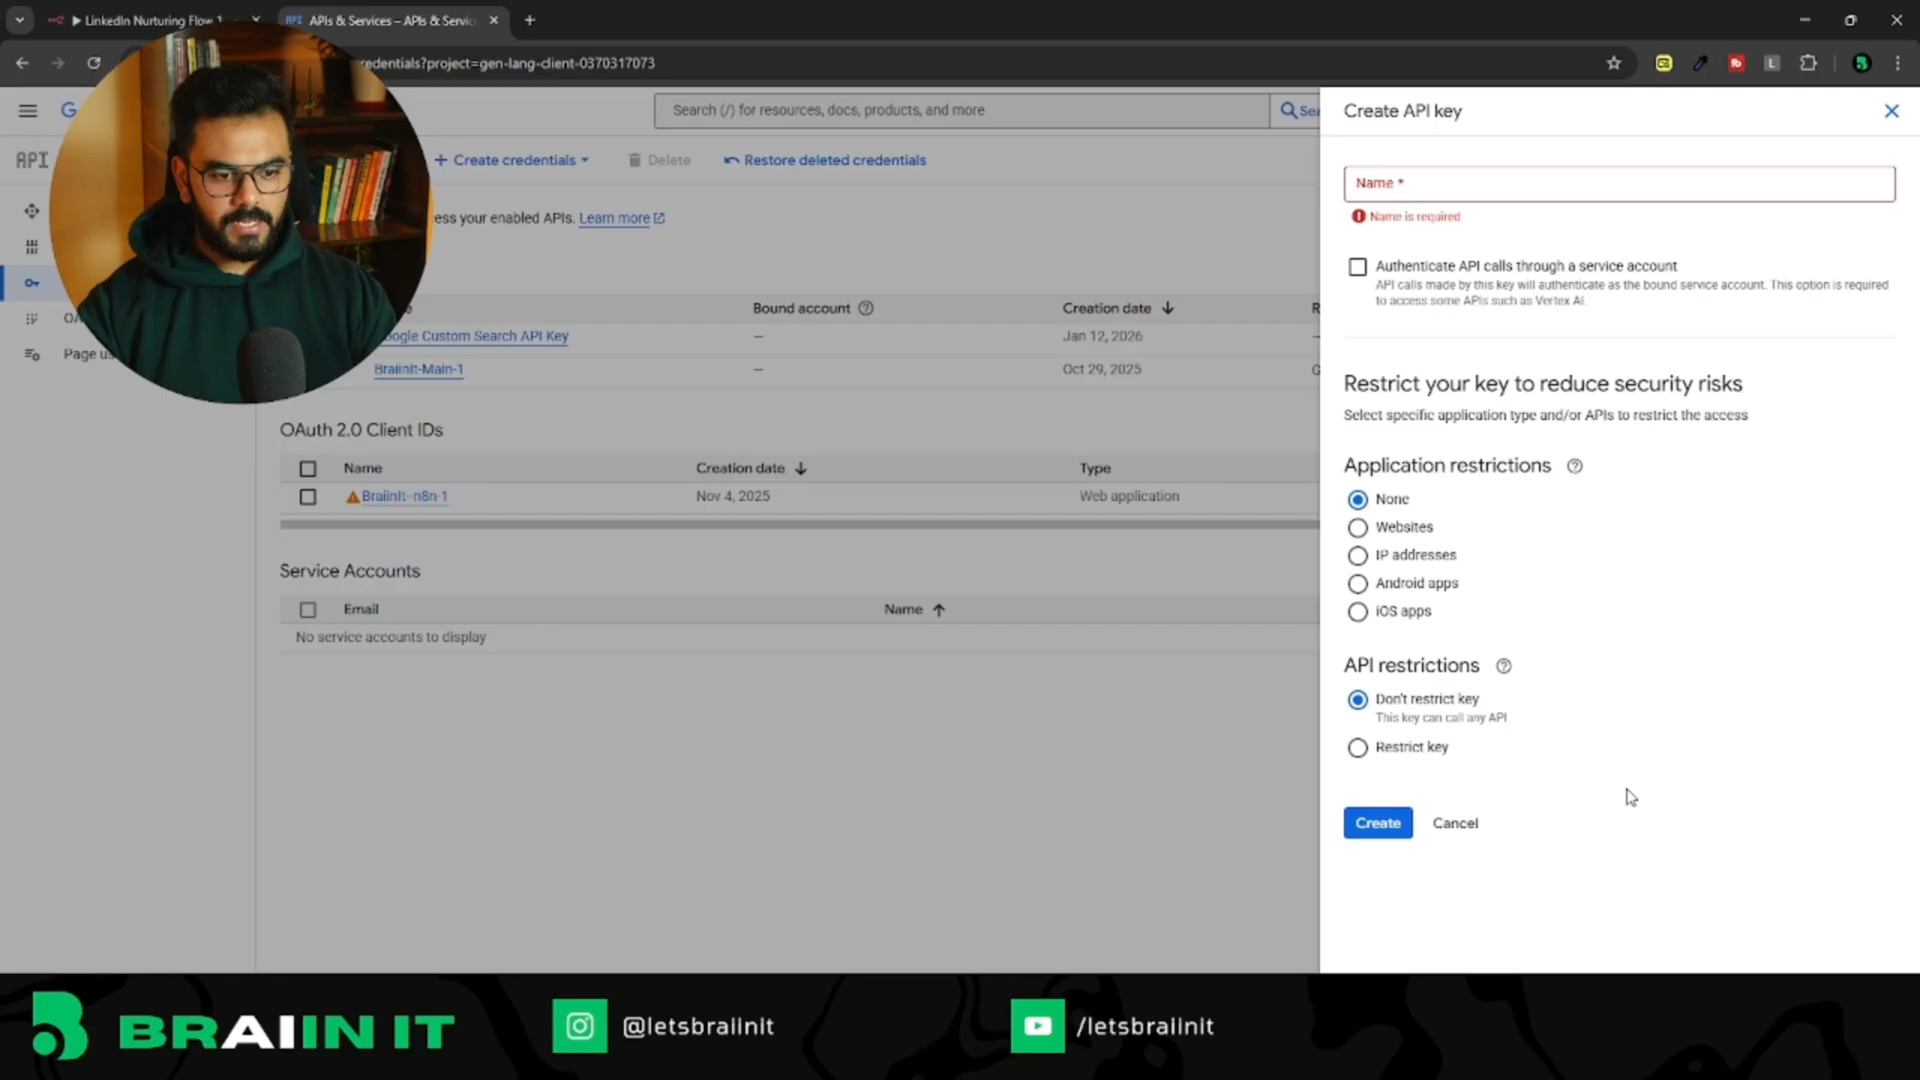 ▶ LinkedIn Nurturing Flow 1
API APIs & Services – APIs & Servic
redentials?project=gen-lang-client-0370317073
G
Search (/) for resources, docs, products, and more
Sea
API
+ Create credentials
Delete
Restore deleted credentials
ess your enabled APIs. Learn more
Bound account
Creation date
R
oogle Custom Search API Key
–
Jan 12, 2026
–
BraiinIt-Main-1
–
Oct 29, 2025
G
OA
Page us
OAuth 2.0 Client IDs
Name
Creation date
Type
BraiinIt-n8n-1
Nov 4, 2025
Web application
Service Accounts
Email
Name
No service accounts to display
Create API key
Name *
Name is required
Authenticate API calls through a service account
API calls made by this key will authenticate as the bound service account. This option is required
to access some APIs such as Vertex AI.
Restrict your key to reduce security risks
Select specific application type and/or APIs to restrict the access
Application restrictions
None
Websites
IP addresses
Android apps
iOS apps
API restrictions
Don't restrict key
This key can call any API
Restrict key
Create
Cancel
BRAIIN IT
@letsbraiinit
/letsbraiinit